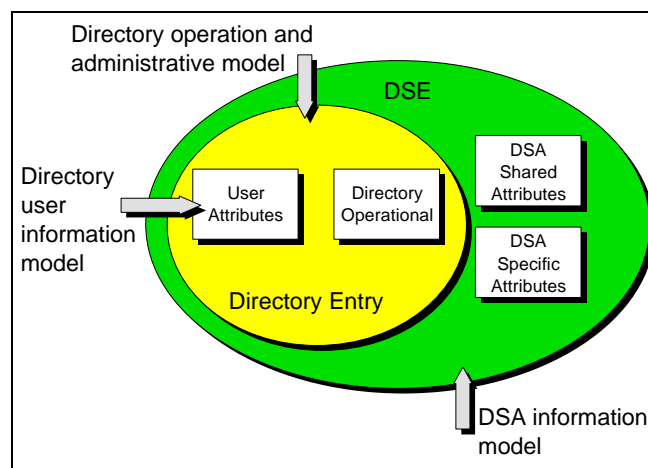 Directory operation and
administrative model
DSE
DSA
Shared
Attributes
Directory
user
information
model
User
Attributes
Directory
Operational
DSA
Specific
Attributes
Directory Entry
DSA information
model